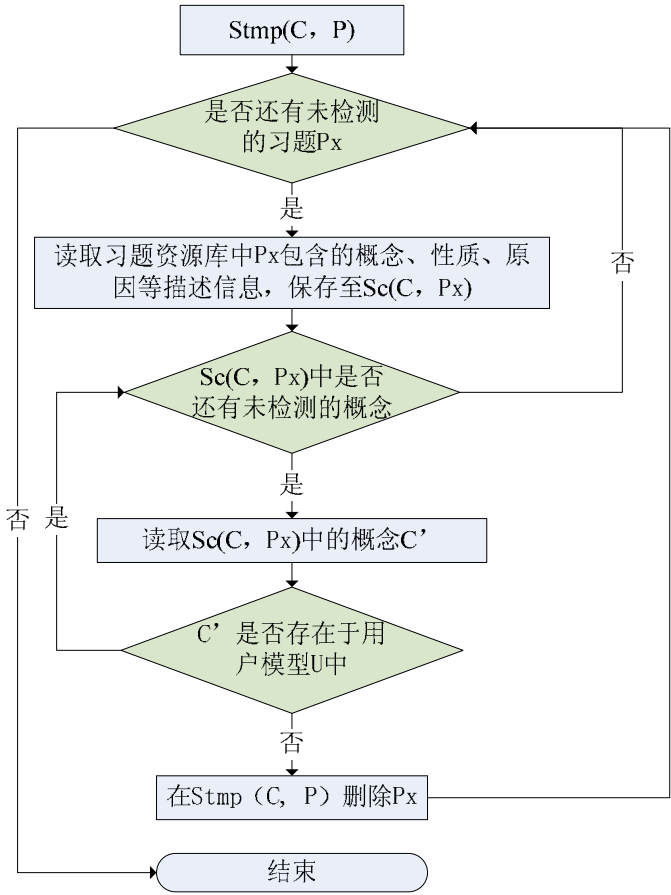 Stmp(C，P)
是否还有未检测
的习题Px
是
读取习题资源库中Px包含的概念、性质、原
因等描述信息，保存至Sc(C，Px)
否
Sc(C，Px)中是否
还有未检测的概念
是
否
是
读取Sc(C，Px)中的概念C’
C’是否存在于用
户模型U中
否
在Stmp（C, P）删除Px
结束